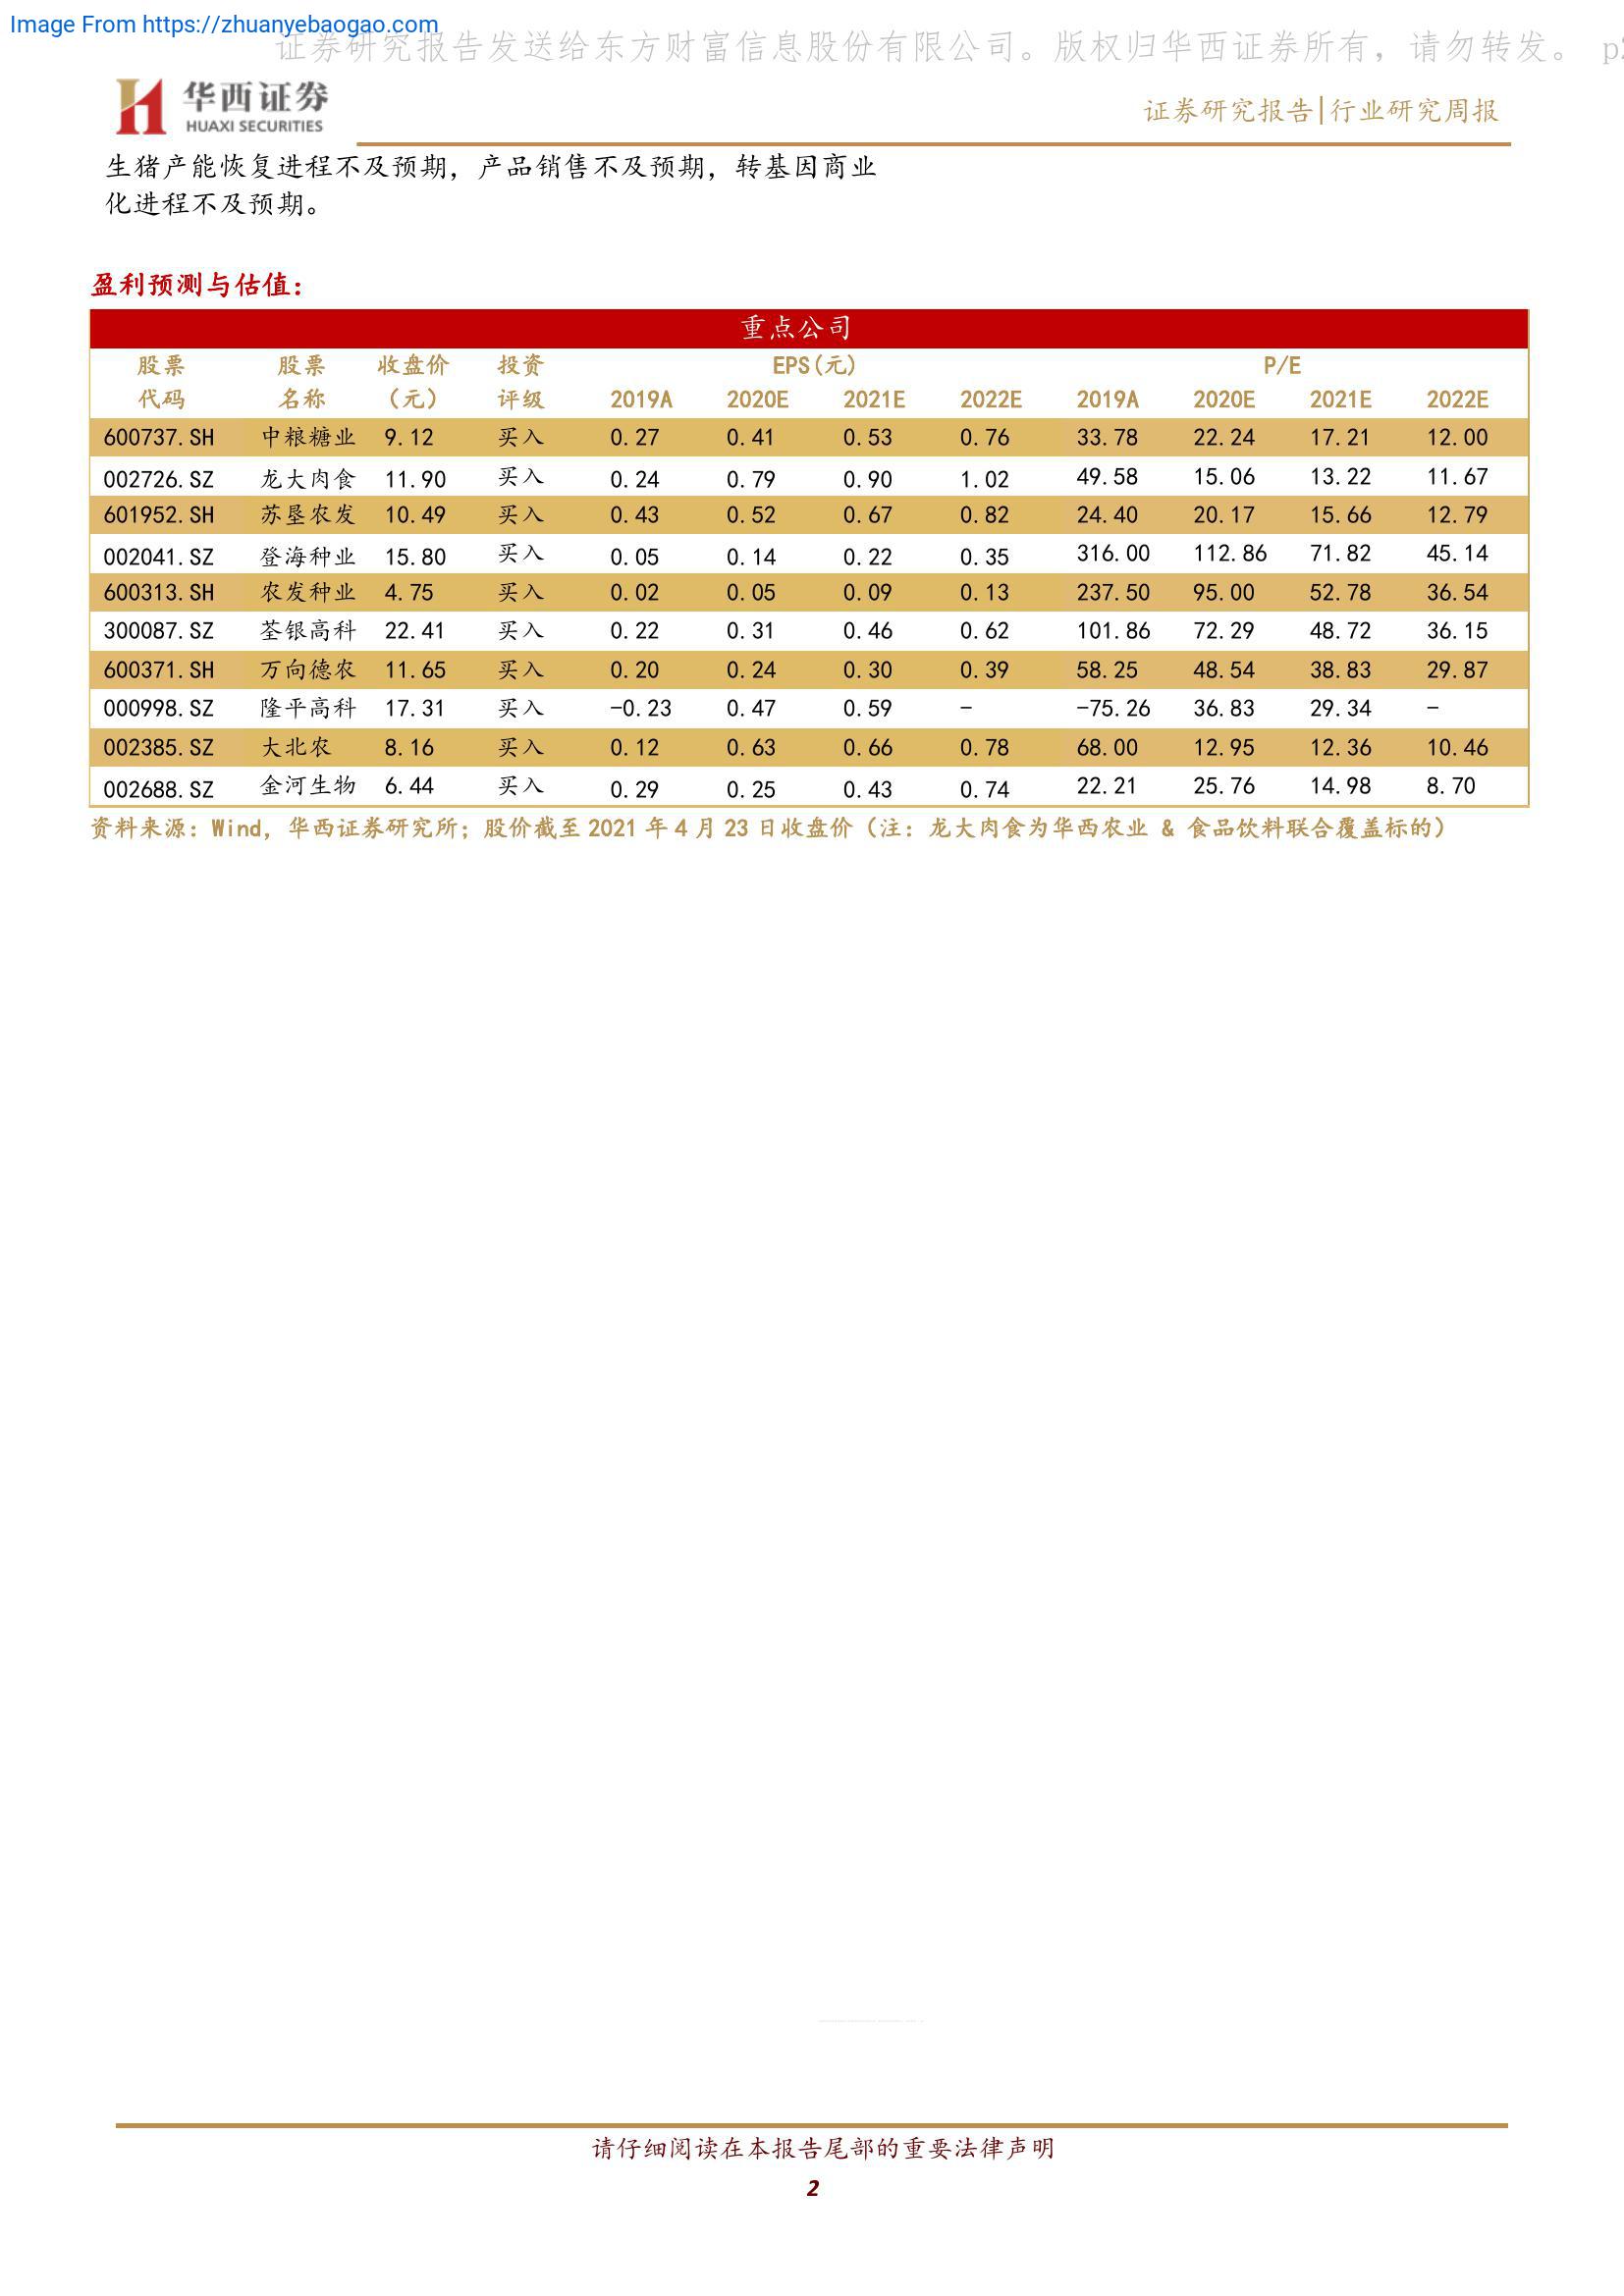 Image From https://zhuanyebaogao.com
证券研究报告发送给东方财富信息股份有限公司。版权归华西证券所有，请勿转发。 p2
华西证券
HUAXI SECURITIES
证券研究报告|行业研究周报
生猪产能恢复进程不及预期，产品销售不及预期，转基因商业
化进程不及预期。
盈利预测与估值：
重点公司
股票 股票 收盘价 投资 EPS(元) P/E
代码 名称 （元） 评级 2019A 2020E 2021E 2022E 2019A 2020E 2021E 2022E
600737.SH 中粮糖业 9.12 买入 0.27 0.41 0.53 0.76 33.78 22.24 17.21 12.00
002726.SZ 龙大肉食 11.90 买入 0.24 0.79 0.90 1.02 49.58 15.06 13.22 11.67
601952.SH 苏垦农发 10.49 买入 0.43 0.52 0.67 0.82 24.40 20.17 15.66 12.79
002041.SZ 登海种业 15.80 买入 0.05 0.14 0.22 0.35 316.00 112.86 71.82 45.14
600313.SH 农发种业 4.75 买入 0.02 0.05 0.09 0.13 237.50 95.00 52.78 36.54
300087.SZ 荃银高科 22.41 买入 0.22 0.31 0.46 0.62 101.86 72.29 48.72 36.15
600371.SH 万向德农 11.65 买入 0.20 0.24 0.30 0.39 58.25 48.54 38.83 29.87
000998.SZ 隆平高科 17.31 买入 -0.23 0.47 0.59 - -75.26 36.83 29.34 -
002385.SZ 大北农 8.16 买入 0.12 0.63 0.66 0.78 68.00 12.95 12.36 10.46
002688.SZ 金河生物 6.44 买入 0.29 0.25 0.43 0.74 22.21 25.76 14.98 8.70
资料来源：Wind，华西证券研究所；股价截至 2021 年 4 月 23 日收盘价（注：龙大肉食为华西农业 & 食品饮料联合覆盖标的）
请仔细阅读在本报告尾部的重要法律声明
2